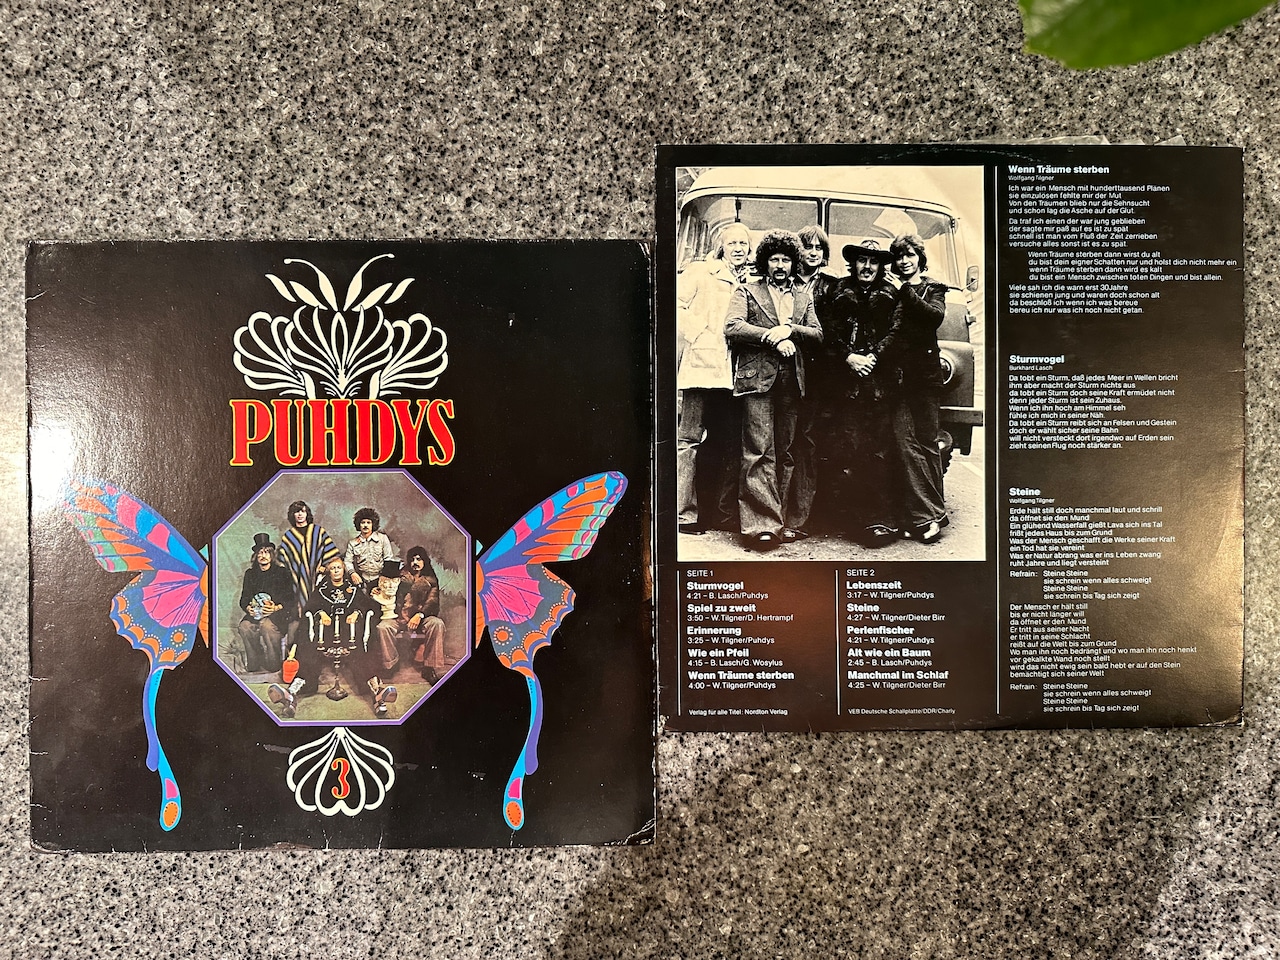 PUHDYS
3
SEITE 1
Sturmvogel
4:21 – B. Lasch/Puhdys
Spiel zu zweit
3:50 – W. Tilgner/D. Hertrampf
Erinnerung
3:25 – W. Tilgner/Puhdys
Wie ein Pfeil
4:15 – B. Lasch/G. Wosylus
Wenn Träume sterben
4:00 – W. Tilgner/Puhdys
Verlag für alle Titel: Nordton Verlag
SEITE 2
Lebenszeit
3:17 – W. Tilgner/Puhdys
Steine
4:27 – W. Tilgner/Dieter Birr
Perlenfischer
4:21 – W. Tilgner/Puhdys
Alt wie ein Baum
2:45 – B. Lasch/Puhdys
Manchmal im Schlaf
4:25 – W. Tilgner/Dieter Birr
VEB Deutsche Schallplatte/DDR/Charly
Wenn Träume sterben
Wolfgang Tilgner
Ich war ein Mensch mit hunderttausend Plänen
sie einzulösen fehlte mir der Mut
Von den Träumen blieb nur die Sehnsucht
und schon lag die Asche auf der Glut.
Da traf ich einen der war jung geblieben
der sagte mir paß auf es ist zu spät
schnell ist man vom Fluß der Zeit zerrieben
versuche alles sonst ist es zu spät
Wenn Träume sterben dann wirst du alt
du bist dein eigner Schatten nur und holst dich nicht mehr ein
wenn Träume sterben dann wird es kalt
du bist ein Mensch zwischen toten Dingen und bist allein.
Viele sah ich die warn erst 30 Jahre
sie schienen jung und waren doch schon alt
da beschloß ich wenn ich was bereue
bereu ich nur was ich noch nicht getan.
Sturmvogel
Burkhard Lasch
Da tobt ein Sturm, daß jedes Meer in Wellen bricht
ihm aber macht der Sturm nichts aus
da tobt ein Sturm doch seine Kraft ermüdet nicht
denn jeder Sturm ist sein Zuhaus.
Wenn ich ihn hoch am Himmel seh
fühle ich mich in seiner Näh.
Da tobt ein Sturm reibt sich an Felsen und Gestein
doch er wählt sicher seine Bahn
will nicht versteckt dort irgendwo auf Erden sein
zieht seinen Flug noch stärker an.
Steine
Wolfgang Tilgner
Erde hält still doch manchmal laut und schrill
da öffnet sie den Mund
Ein glühend Wasserfall gießt Lava sich ins Tal
frißt jedes Haus bis zum Grund
Was der Mensch geschafft die Werke seiner Kraft
ein Tod hat sie vereint
Was er Natur abrang was er ins Leben zwang
ruht Jahre und liegt versteint
Refrain: Steine Steine
sie schrein wenn alles schweigt
Steine Steine
sie schrein bis Tag sich zeigt
Der Mensch er hält still
bis er nicht länger will
da öffnet er den Mund
Er tritt aus seiner Nacht
er tritt in seine Schlacht
reißt auf die Welt bis zum Grund
Wo man ihn noch bedrängt und wo man ihn noch henkt
vor gekalkte Wand noch stellt
wird das nicht ewig sein bald hebt er auf den Stein
bemächtigt sich seiner Welt
Refrain: Steine Steine
sie schrein wenn alles schweigt
Steine Steine
sie schrein bis Tag sich zeigt